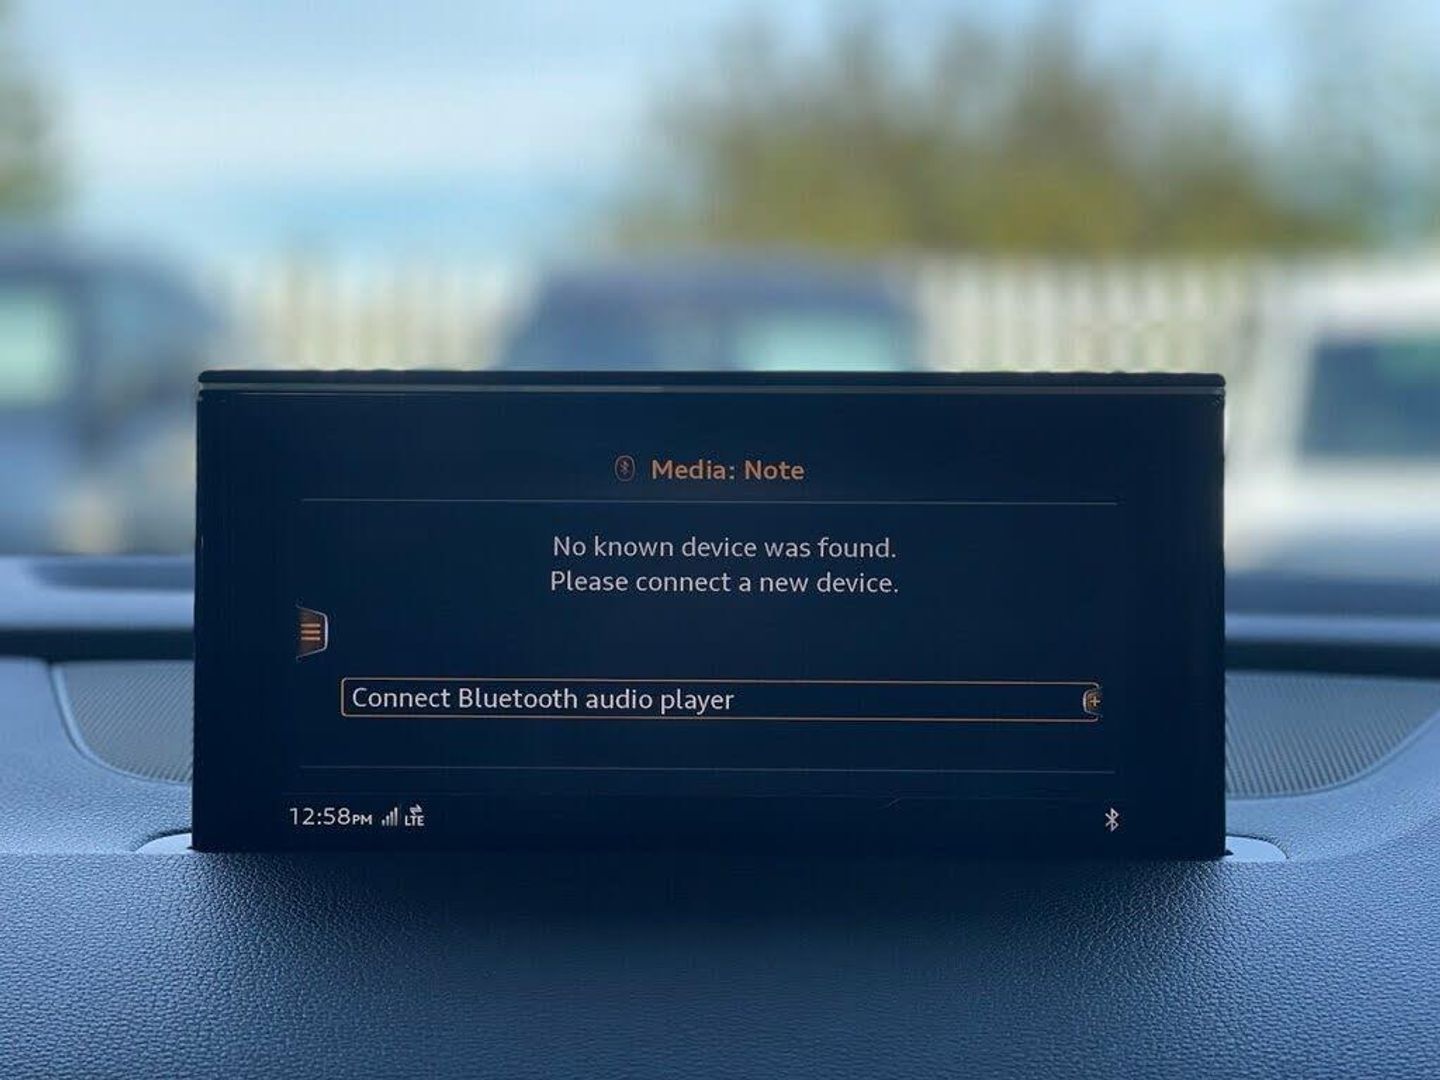 Media: Note
No known device was found.
Please connect a new device.
Connect Bluetooth audio player
12:58PM LTE